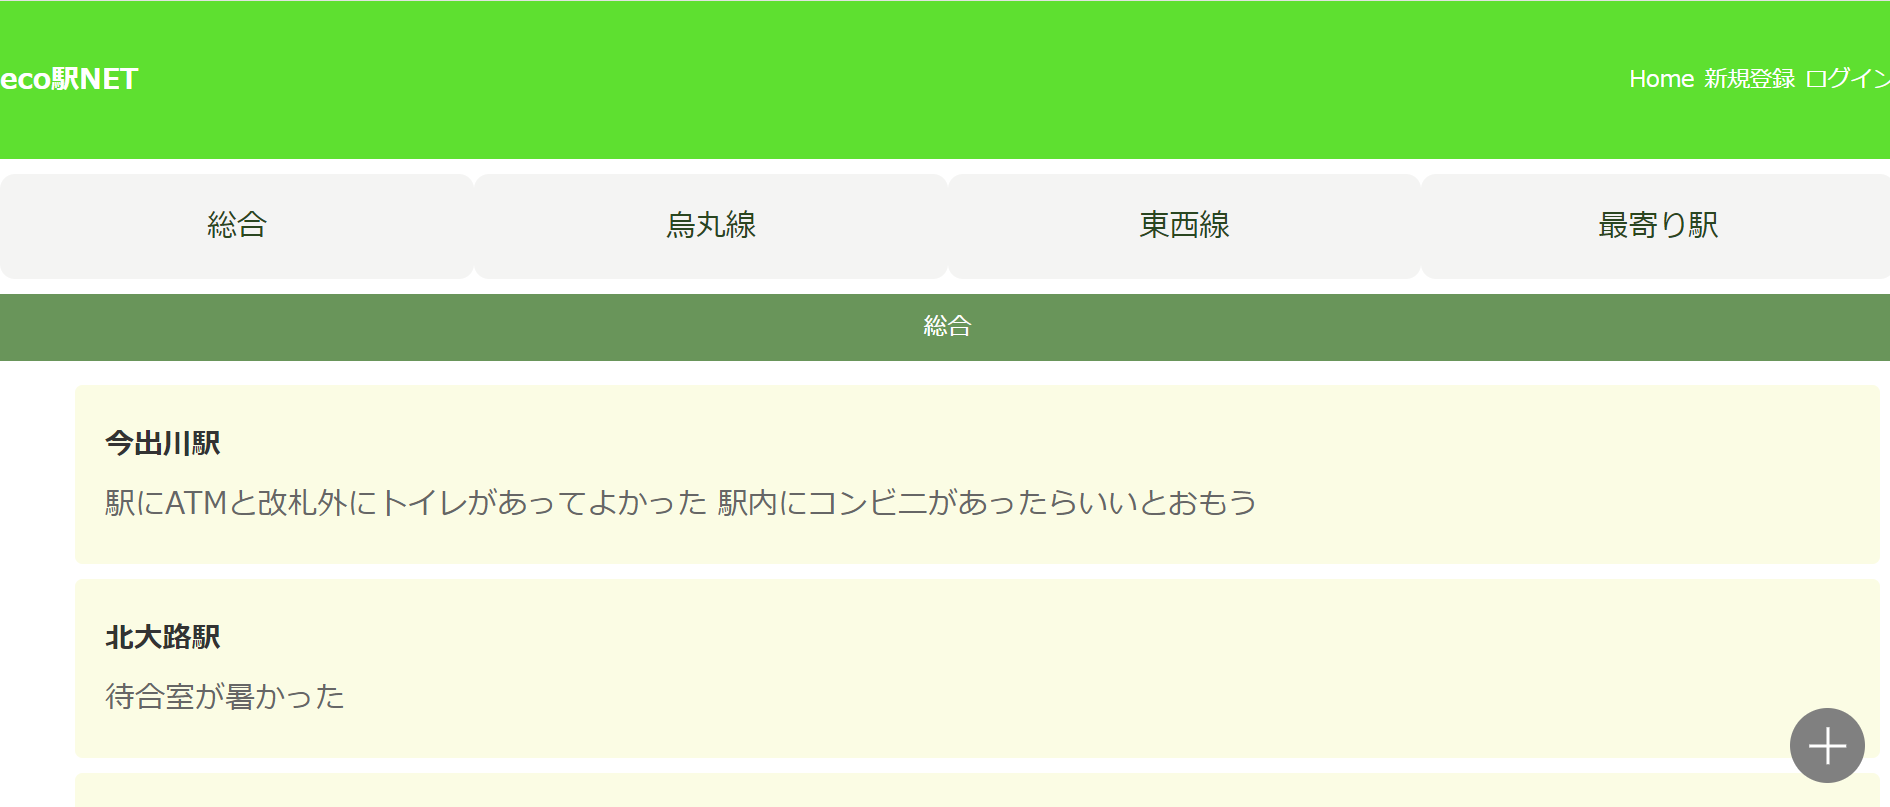 eco駅NET
Home 新規登録 ログイン
総合 烏丸線 東西線 最寄り駅
総合
今出川駅
駅にATMと改札外にトイレがあってよかった 駅内にコンビニがあったらいいとおもう
北大路駅
待合室が暑かった